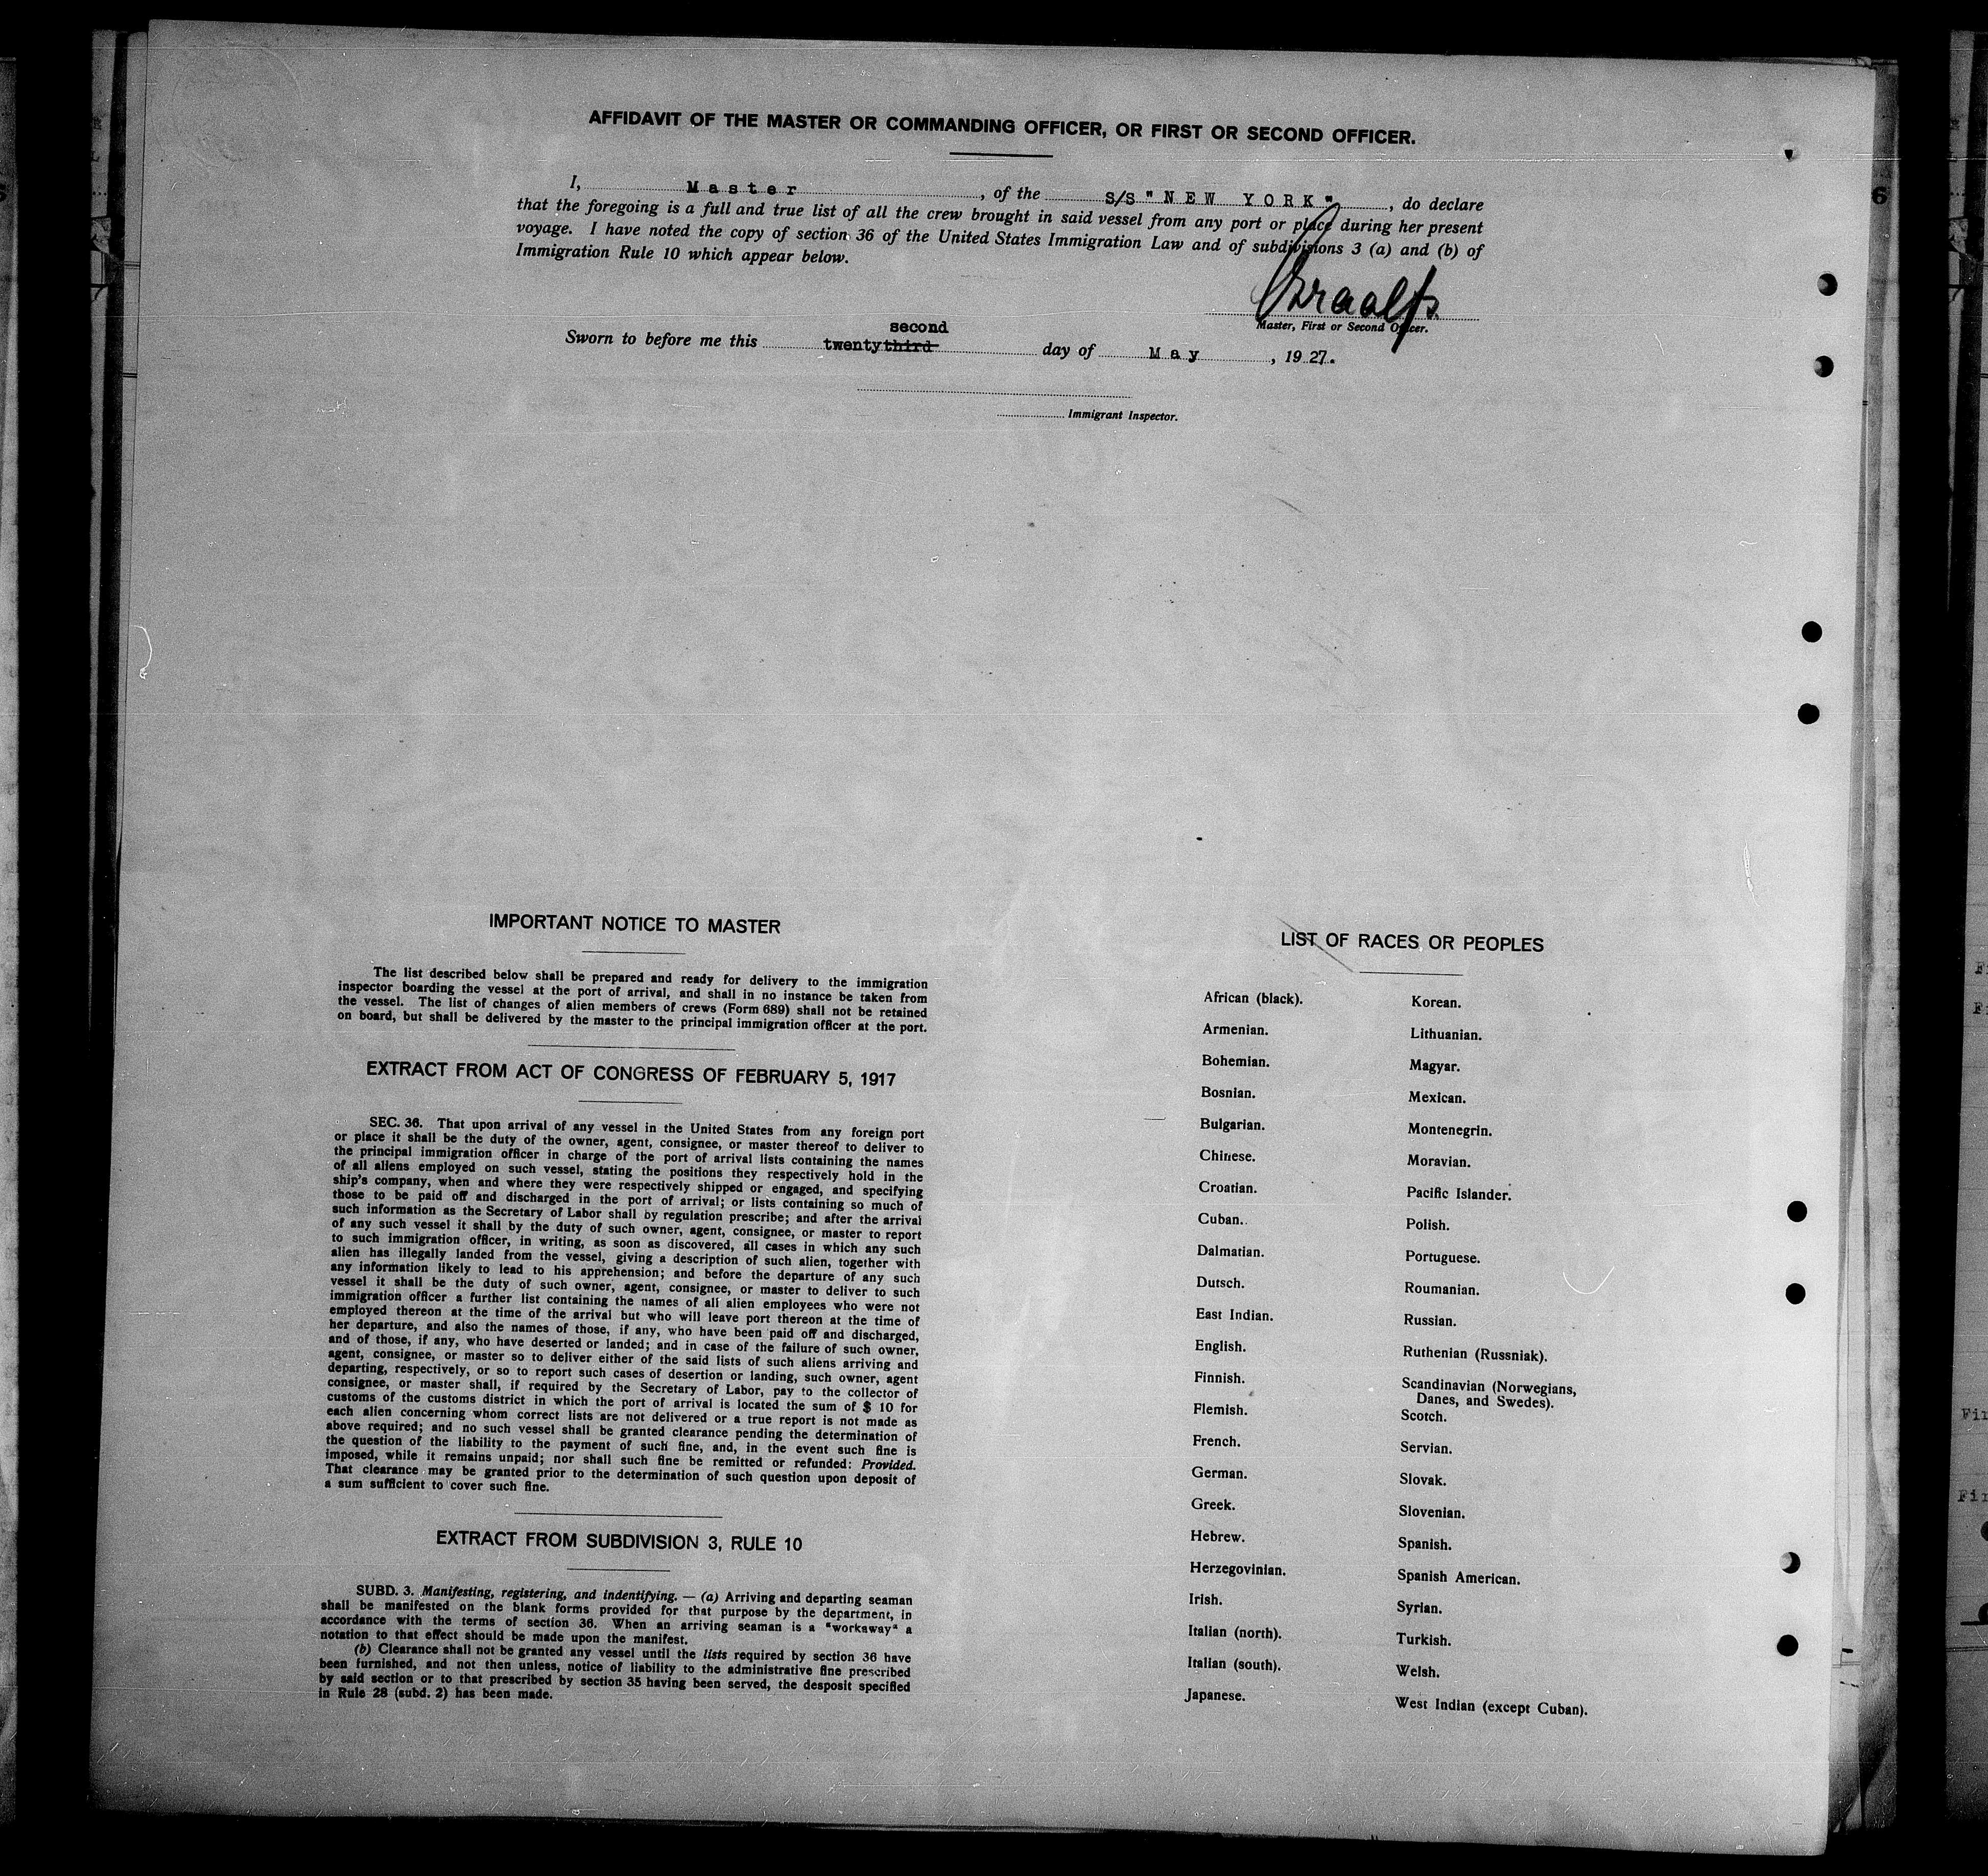 AFFIDAVIT OF THE MASTER OR COMMANDING OFFICER, OR FIRST OR SECOND OFFICER.
I, Master, of the S/S "NEW YORK", do declare
that the foregoing is a full and true list of all the crew brought in said vessel from any port or place during her present
voyage. I have noted the copy of section 36 of the United States Immigration Law and of subdivisions 3 (a) and (b) of
Immigration Rule 10 which appear below.
Master, First or Second Officer.
second
Sworn to before me this twentythird day of May, 1927.
Immigrant Inspector.
IMPORTANT NOTICE TO MASTER
The list described below shall be prepared and ready for delivery to the immigration
inspector boarding the vessel at the port of arrival, and shall in no instance be taken from
the vessel. The list of changes of alien members of crews (Form 689) shall not be retained
on board, but shall be delivered by the master to the principal immigration officer at the port.
EXTRACT FROM ACT OF CONGRESS OF FEBRUARY 5, 1917
SEC. 36. That upon arrival of any vessel in the United States from any foreign port
or place it shall be the duty of the owner, agent, consignee, or master thereof to deliver to
the principal immigration officer in charge of the port of arrival lists containing the names
of all aliens employed on such vessel, stating the positions they respectively hold in the
ship's company, when and where they were respectively shipped or engaged, and specifying
those to be paid off and discharged in the port of arrival; or lists containing so much of
such information as the Secretary of Labor shall by regulation prescribe; and after the arrival
of any such vessel it shall by the duty of such owner, agent, consignee, or master to report
to such immigration officer, in writing, as soon as discovered, all cases in which any such
alien has illegally landed from the vessel, giving a description of such alien, together with
any information likely to lead to his apprehension; and before the departure of any such
vessel it shall be the duty of such owner, agent, consignee, or master to deliver to such
immigration officer a further list containing the names of all alien employees who were not
employed thereon at the time of the arrival but who will leave port thereon at the time of
her departure, and also the names of those, if any, who have been paid off and discharged,
and of those, if any, who have deserted or landed; and in case of the failure of such owner,
agent, consignee, or master so to deliver either of the said lists of such aliens arriving and
departing, respectively, or so to report such cases of desertion or landing, such owner, agent
consignee, or master shall, if required by the Secretary of Labor, pay to the collector of
customs of the customs district in which the port of arrival is located the sum of $ 10 for
each alien concerning whom correct lists are not delivered or a true report is not made as
above required; and no such vessel shall be granted clearance pending the determination of
the question of the liability to the payment of such fine, and, in the event such fine is
imposed, while it remains unpaid; nor shall such fine be remitted or refunded: Provided.
That clearance may be granted prior to the determination of such question upon deposit of
a sum sufficient to cover such fine.
EXTRACT FROM SUBDIVISION 3, RULE 10
SUBD. 3. Manifesting, registering, and indentifying. — (a) Arriving and departing seaman
shall be manifested on the blank forms provided for that purpose by the department, in
accordance with the terms of section 36. When an arriving seaman is a "workaway" a
notation to that effect should be made upon the manifest.
(b) Clearance shall not be granted any vessel until the lists required by section 36 have
been furnished, and not then unless, notice of liability to the administrative fine prescribed
by said section or to that prescribed by section 35 having been served, the desposit specified
in Rule 28 (subd. 2) has been made.
LIST OF RACES OR PEOPLES
African (black).
Armenian.
Bohemian.
Bosnian.
Bulgarian.
Chinese.
Croatian.
Cuban.
Dalmatian.
Dutsch.
East Indian.
English.
Finnish.
Flemish.
French.
German.
Greek.
Hebrew.
Herzegovinian.
Irish.
Italian (north).
Italian (south).
Japanese.
Korean.
Lithuanian.
Magyar.
Mexican.
Montenegrin.
Moravian.
Pacific Islander.
Polish.
Portuguese.
Roumanian.
Russian.
Ruthenian (Russniak).
Scandinavian (Norwegians,
Danes, and Swedes).
Scotch.
Servian.
Slovak.
Slovenian.
Spanish.
Spanish American.
Syrian.
Turkish.
Welsh.
West Indian (except Cuban).